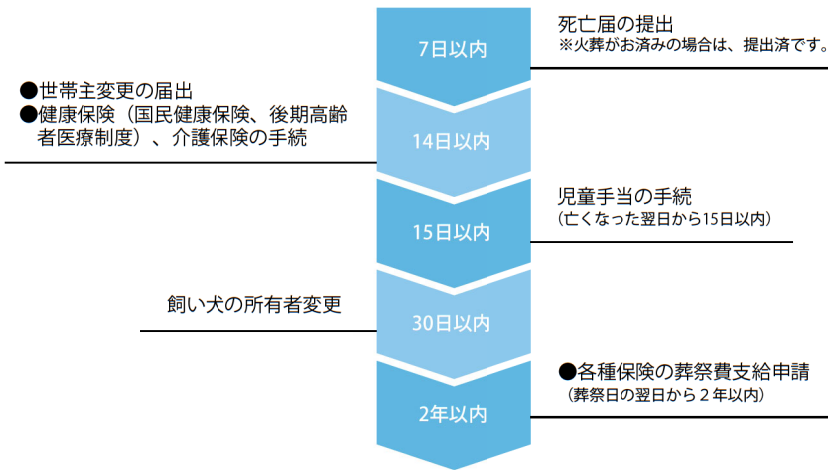 7日以内
死亡届の提出
※火葬がお済みの場合は、提出済です。
●世帯主変更の届出
●健康保険（国民健康保険、後期高齢
者医療制度）、介護保険の手続
14日以内
児童手当の手続
（亡くなった翌日から15日以内）
15日以内
飼い犬の所有者変更
30日以内
●各種保険の葬祭費支給申請
（葬祭日の翌日から２年以内）
2年以内